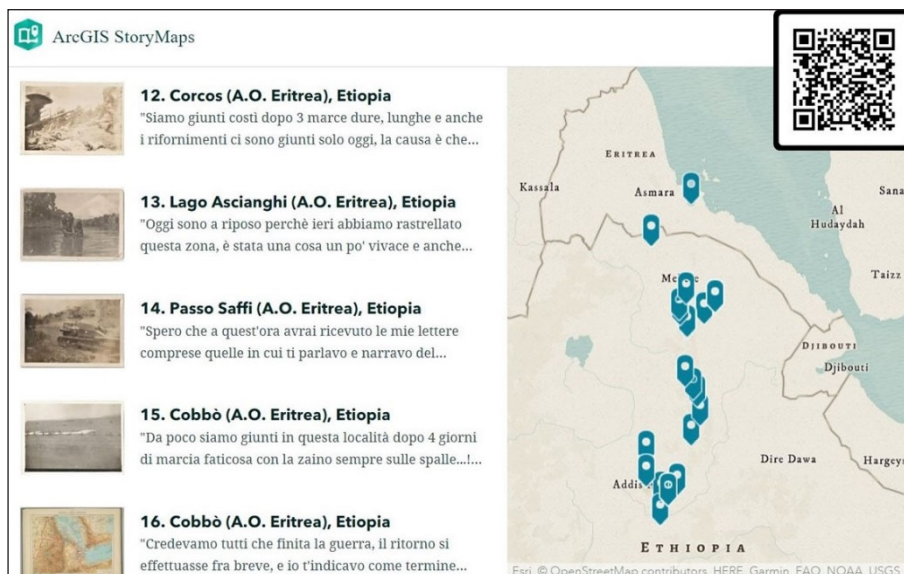 ArcGIS StoryMaps
12. Corcos (A.O. Eritrea), Etiopia
"Siamo giunti costì dopo 3 marce dure, lunghe e anche
i rifornimenti ci sono giunti solo oggi, la causa è che...
13. Lago Ascianghi (A.O. Eritrea), Etiopia
"Oggi sono a riposo perchè ieri abbiamo rastrellato
questa zona, è stata una cosa un po' vivace e anche...
14. Passo Saffi (A.O. Eritrea), Etiopia
"Spero che a quest'ora avrai ricevuto le mie lettere
comprese quelle in cui ti parlavo e narravo del...
15. Cobbò (A.O. Eritrea), Etiopia
"Da poco siamo giunti in questa località dopo 4 giorni
di marcia faticosa con la zaino sempre sulle spalle...!...
16. Cobbò (A.O. Eritrea), Etiopia
"Credevamo tutti che finita la guerra, il ritorno si
effettuasse fra breve, e io t'indicavo come termine...
ERITREA
Kassala
Asmara
Sana
Al
Hudaydah
Taizz
DJIBOUTI
Djibouti
Dire Dawa
Hargeys
Addis
ETHIOPIA
Esri, © OpenStreetMap contributors, HERE, Garmin, FAO, NOAA, USGS